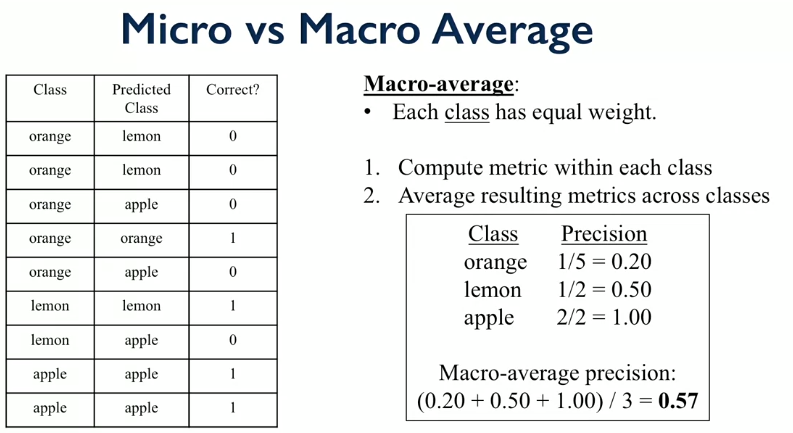 Micro vs Macro Average
Class Predicted Class Correct?
orange lemon 0
orange lemon 0
orange apple 0
orange orange 1
orange apple 0
lemon lemon 1
lemon apple 0
apple apple 1
apple apple 1
Macro-average:
• Each class has equal weight.
1. Compute metric within each class
2. Average resulting metrics across classes
Class Precision
orange 1/5 = 0.20
lemon 1/2 = 0.50
apple 2/2 = 1.00
Macro-average precision:
(0.20 + 0.50 + 1.00) / 3 = 0.57